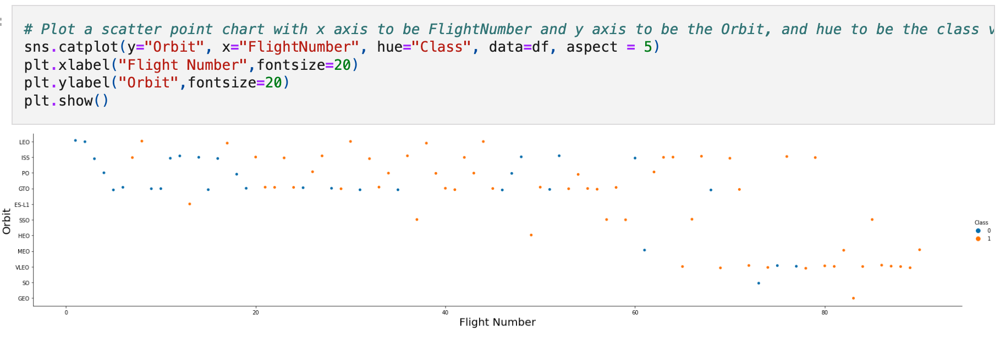 # Plot a scatter point chart with x axis to be FlightNumber and y axis to be the Orbit, and hue to be the class v
sns.catplot(y="Orbit", x="FlightNumber", hue="Class", data=df, aspect = 5)
plt.xlabel("Flight Number",fontsize=20)
plt.ylabel("Orbit",fontsize=20)
plt.show()
LEO
ISS
PO
GTO
ES-L1
SSO
HEO
MEO
VLEO
SO
GEO
Orbit
0 20 40 60 80
Flight Number
Class
0
1